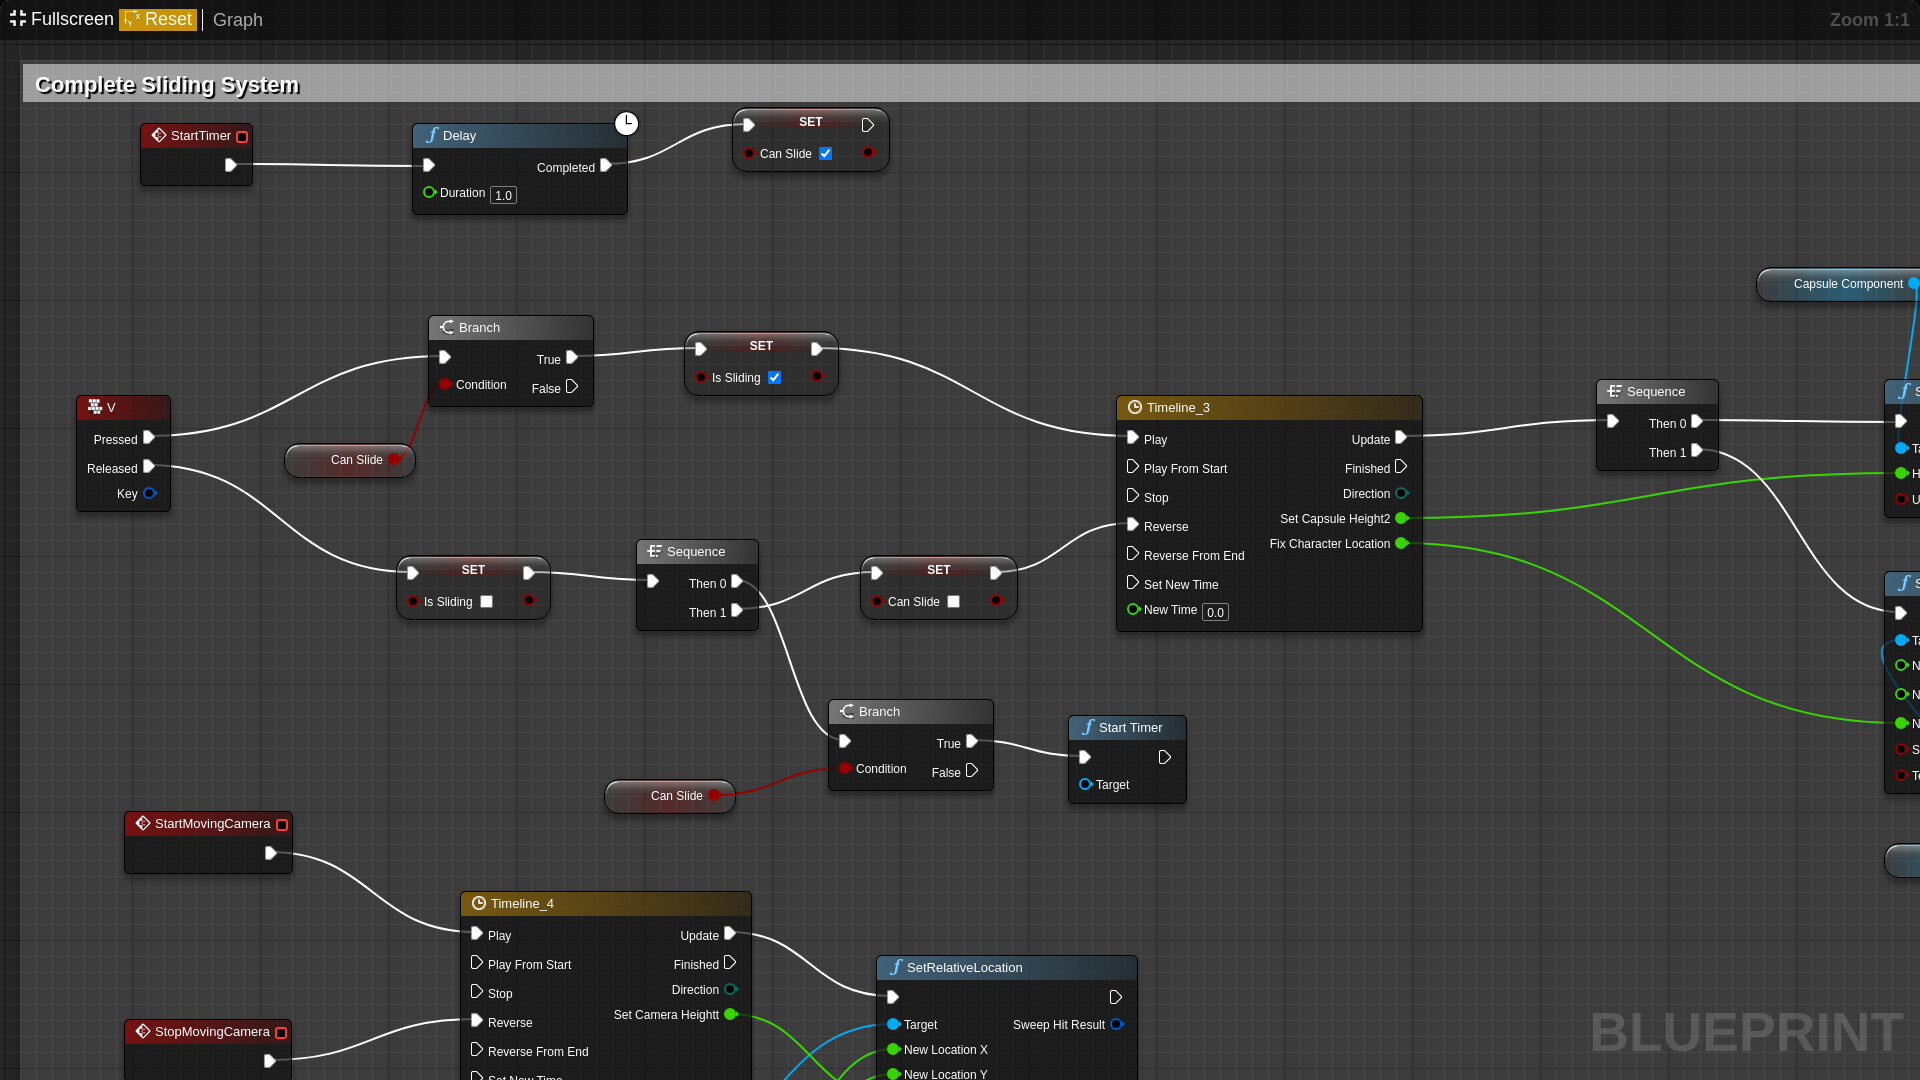 Fullscreen Reset Graph
Zoom 1:1
Complete Sliding System
StartTimer
Delay
Completed
Duration 1.0
SET
Can Slide
Capsule Component
Branch
True
Condition
False
SET
Is Sliding
V
Pressed
Released
Key
Can Slide
Timeline_3
Play
Update
Play From Start
Finished
Stop
Direction
Reverse
Set Capsule Height2
Reverse From End
Fix Character Location
Set New Time
New Time 0.0
Sequence
Then 0
Then 1
SET
Is Sliding
Sequence
Then 0
Then 1
SET
Can Slide
Branch
True
Condition
False
Start Timer
Target
Can Slide
StartMovingCamera
Timeline_4
Play
Update
Play From Start
Finished
Stop
Direction
Reverse
Set Camera Heightt
Reverse From End
Set New Time
StopMovingCamera
SetRelativeLocation
Target
Sweep Hit Result
New Location X
New Location Y
BLUEPRINT